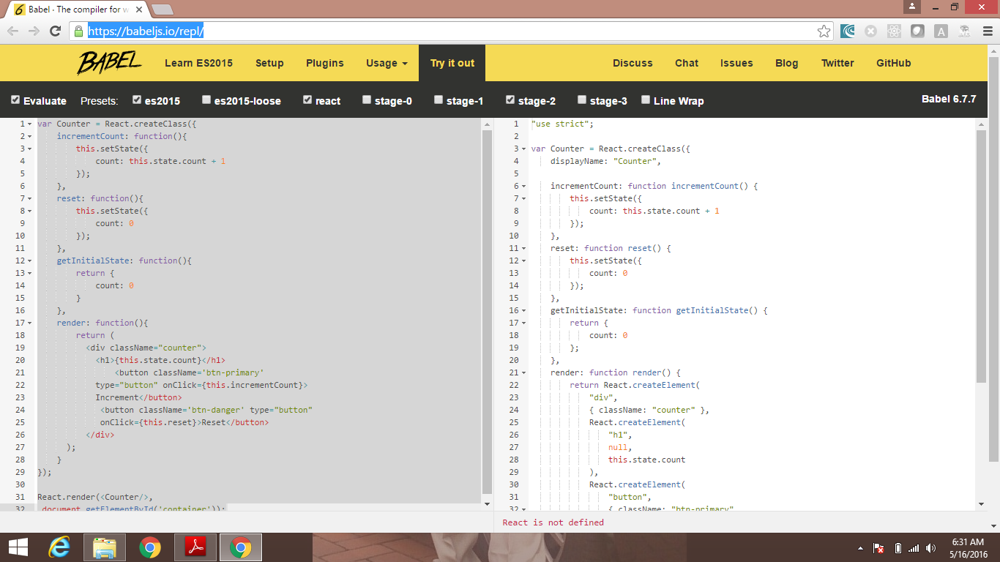 Babel · The compiler for w
https://babeljs.io/repl/
BABEL Learn ES2015 Setup Plugins Usage Try it out Discuss Chat Issues Blog Twitter GitHub
Evaluate Presets: es2015 es2015-loose react stage-0 stage-1 stage-2 stage-3 Line Wrap Babel 6.7.7
1 var Counter = React.createClass({
2 incrementCount: function(){
3 this.setState({
4 count: this.state.count + 1
5 });
6 },
7 reset: function(){
8 this.setState({
9 count: 0
10 });
11 },
12 getInitialState: function(){
13 return {
14 count: 0
15 }
16 },
17 render: function(){
18 return (
19 <div className="counter">
20 <h1>{this.state.count}</h1>
21 <button className='btn-primary'
22 type="button" onClick={this.incrementCount}>
23 Increment</button>
24 <button className='btn-danger' type="button"
25 onClick={this.reset}>Reset</button>
26 </div>
27 );
28 }
29 });
30
31 React.render(<Counter/>,
32 document.getElementById('container'));
1 "use strict";
2
3 var Counter = React.createClass({
4 displayName: "Counter",
5
6 incrementCount: function incrementCount() {
7 this.setState({
8 count: this.state.count + 1
9 });
10 },
11 reset: function reset() {
12 this.setState({
13 count: 0
14 });
15 },
16 getInitialState: function getInitialState() {
17 return {
18 count: 0
19 };
20 },
21 render: function render() {
22 return React.createElement(
23 "div",
24 { className: "counter" },
25 React.createElement(
26 "h1",
27 null,
28 this.state.count
29 ),
30 React.createElement(
31 "button",
32 { className: "btn-primary"
React is not defined
6:31 AM
5/16/2016